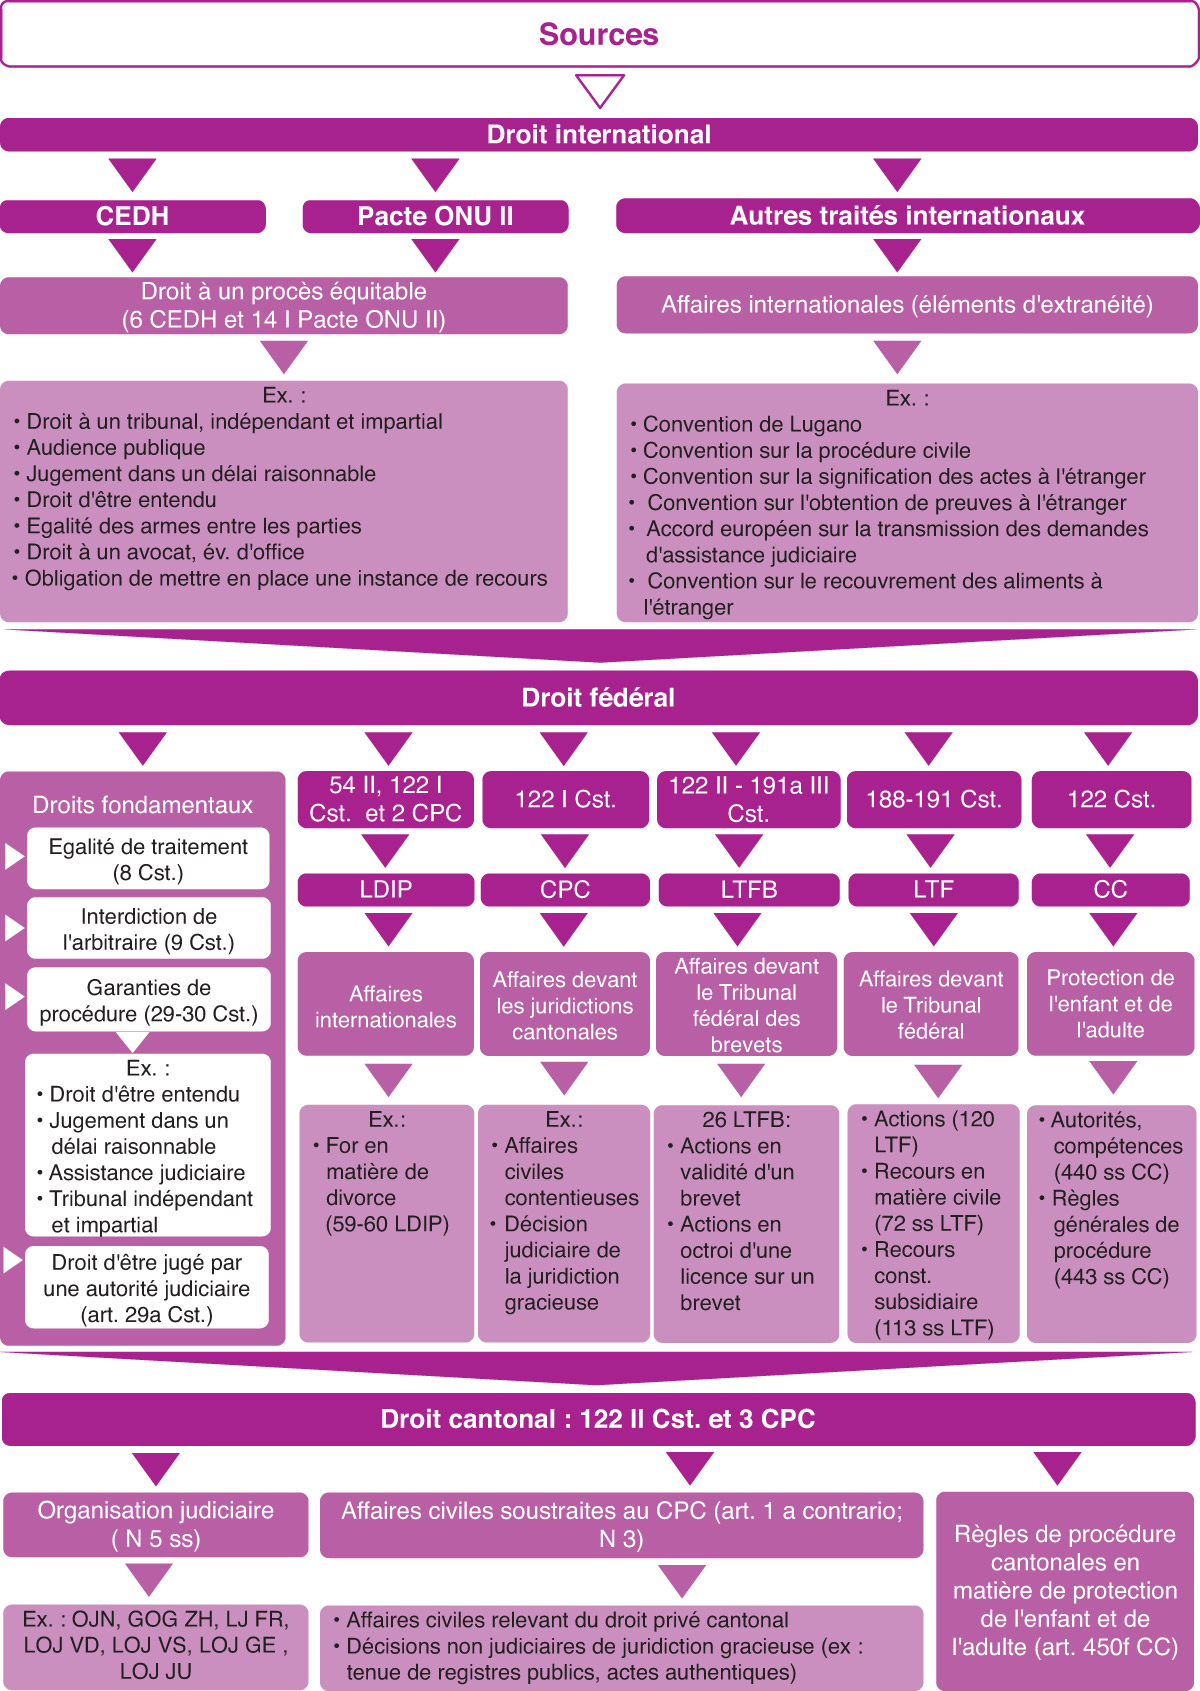 Sources
Droit international
CEDH
Pacte ONU II
Droit à un procès équitable
(6 CEDH et 14 I Pacte ONU II)
Ex. :
• Droit à un tribunal, indépendant et impartial
• Audience publique
• Jugement dans un délai raisonnable
• Droit d'être entendu
• Egalité des armes entre les parties
• Droit à un avocat, év. d'office
• Obligation de mettre en place une instance de recours
Autres traités internationaux
Affaires internationales (éléments d'extranéité)
Ex. :
• Convention de Lugano
• Convention sur la procédure civile
• Convention sur la signification des actes à l'étranger
• Convention sur l'obtention de preuves à l'étranger
• Accord européen sur la transmission des demandes
d'assistance judiciaire
• Convention sur le recouvrement des aliments à
l'étranger
Droit fédéral
Droits fondamentaux
Egalité de traitement
(8 Cst.)
Interdiction de
l'arbitraire (9 Cst.)
Garanties de
procédure (29-30 Cst.)
Ex. :
• Droit d'être entendu
• Jugement dans un
délai raisonnable
• Assistance judiciaire
• Tribunal indépendant
et impartial
Droit d'être jugé par
une autorité judiciaire
(art. 29a Cst.)
54 II, 122 I
Cst. et 2 CPC
LDIP
Affaires
internationales
Ex.:
• For en
matière de
divorce
(59-60 LDIP)
122 I Cst.
CPC
Affaires devant
les juridictions
cantonales
Ex.:
• Affaires
civiles
contentieuses
• Décision
judiciaire de
la juridiction
gracieuse
122 II - 191a III
Cst.
LTFB
Affaires devant
le Tribunal
fédéral des
brevets
26 LTFB:
• Actions en
validité d'un
brevet
• Actions en
octroi d'une
licence sur un
brevet
188-191 Cst.
LTF
Affaires devant
le Tribunal
fédéral
• Actions (120
LTF)
• Recours en
matière civile
(72 ss LTF)
• Recours
const.
subsidiaire
(113 ss LTF)
122 Cst.
CC
Protection de
l'enfant et de
l'adulte
• Autorités,
compétences
(440 ss CC)
• Règles
générales de
procédure
(443 ss CC)
Droit cantonal : 122 II Cst. et 3 CPC
Organisation judiciaire
( N 5 ss)
Ex. : OJN, GOG ZH, LJ FR,
LOJ VD, LOJ VS, LOJ GE ,
LOJ JU
Affaires civiles soustraites au CPC (art. 1 a contrario;
N 3)
• Affaires civiles relevant du droit privé cantonal
• Décisions non judiciaires de juridiction gracieuse (ex :
tenue de registres publics, actes authentiques)
Règles de procédure
cantonales en
matière de protection
de l'enfant et de
l'adulte (art. 450f CC)